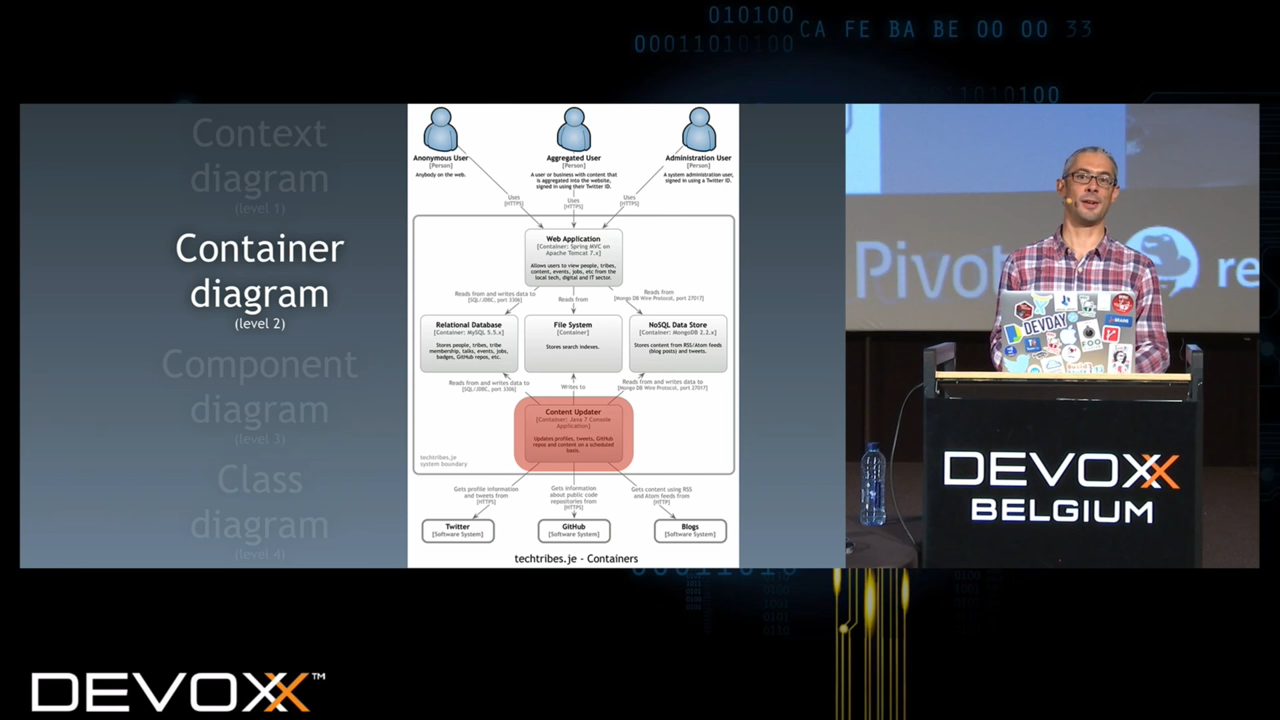 010100
00011010100
CA FE BA BE 00 00 33
1010100
Context
diagram
(level 1)
Container
diagram
(level 2)
Component
diagram
(level 3)
Class
diagram
(level 4)
Anonymous User
[Person]
Anybody on the web.
Aggregated User
[Person]
A user or business with content that
is aggregated into the website,
signed in using their Twitter ID.
Administration User
[Person]
A system administration user,
signed in using a Twitter ID.
Uses
[HTTPS]
Uses
[HTTPS]
Uses
[HTTPS]
Web Application
[Container: Spring MVC on
Apache Tomcat 7.x]
Allows users to view people, tribes,
content, events, jobs, etc from the
local tech, digital and IT sector.
Reads from and writes data to
[SQL/JDBC, port 3306]
Reads from
Reads from
[Mongo DB Wire Protocol, port 27017]
Relational Database
[Container: MySQL 5.5.x]
Stores people, tribes, tribe
membership, talks, events, jobs,
badges, GitHub repos, etc.
File System
[Container]
Stores search indexes.
NoSQL Data Store
[Container: MongoDB 2.2.x]
Stores content from RSS/Atom feeds
(blog posts) and tweets.
Reads from and writes data to
[SQL/JDBC, port 3306]
Writes to
Reads from and writes data to
[Mongo DB Wire Protocol, port 27017]
Content Updater
[Container: Java 7 Console
Application]
Updates profiles, tweets, GitHub
repos and content on a scheduled
basis.
techtribes.je
system boundary
Gets profile information
and tweets from
[HTTPS]
Gets information
about public code
repositories from
[HTTPS]
Gets content using RSS
and Atom feeds from
[HTTP]
Twitter
[Software System]
GitHub
[Software System]
Blogs
[Software System]
techtribes.je - Containers
Pivot
re
DEVDAY
FOO
DEVOXX
BELGIUM
DEVOXX™